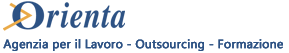 Orienta
Agenzia per il Lavoro - Outsourcing - Formazione